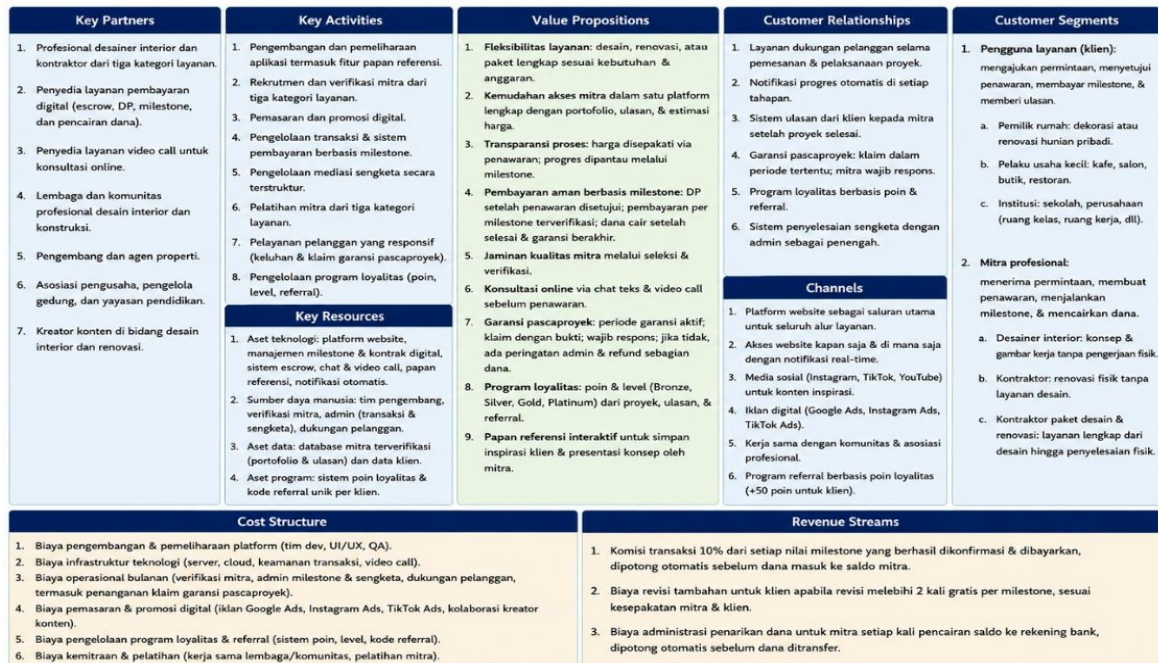 Key Partners
1. Profesional desainer interior dan
kontraktor dari tiga kategori layanan.
2. Penyedia layanan pembayaran
digital (escrow, DP, milestone,
dan pencairan dana).
3. Penyedia layanan video call untuk
konsultasi online.
4. Lembaga dan komunitas
profesional desain interior dan
konstruksi.
5. Pengembang dan agen properti.
6. Asosiasi pengusaha, pengelola
gedung, dan yayasan pendidikan.
7. Kreator konten di bidang desain
interior dan renovasi.
Key Activities
1. Pengembangan dan pemeliharaan
aplikasi termasuk fitur papan referensi.
2. Rekrutmen dan verifikasi mitra dari
tiga kategori layanan.
3. Pemasaran dan promosi digital.
4. Pengelolaan transaksi & sistem
pembayaran berbasis milestone.
5. Pengelolaan mediasi sengketa secara
terstruktur.
6. Pelatihan mitra dari tiga kategori
layanan.
7. Pelayanan pelanggan yang responsif
(keluhan & klaim garansi pascaproyek).
8. Pengelolaan program loyalitas (poin,
level, referral).
Key Resources
1. Aset teknologi: platform website,
manajemen milestone & kontrak digital,
sistem escrow, chat & video call, papan
referensi, notifikasi otomatis.
2. Sumber daya manusia: tim pengembang,
verifikasi mitra, admin (transaksi &
sengketa), dukungan pelanggan.
3. Aset data: database mitra terverifikasi
(portofolio & ulasan) dan data klien.
4. Aset program: sistem poin loyalitas &
kode referral unik per klien.
Value Propositions
1. Fleksibilitas layanan: desain, renovasi, atau
paket lengkap sesuai kebutuhan &
anggaran.
2. Kemudahan akses mitra dalam satu platform
lengkap dengan portofolio, ulasan, & estimasi
harga.
3. Transparansi proses: harga disepakati via
penawaran; progres dipantau melalui
milestone.
4. Pembayaran aman berbasis milestone: DP
setelah penawaran disetujui; pembayaran per
milestone terverifikasi; dana cair setelah
selesai & garansi berakhir.
5. Jaminan kualitas mitra melalui seleksi &
verifikasi.
6. Konsultasi online via chat teks & video call
sebelum penawaran.
7. Garansi pascaproyek: periode garansi aktif;
klaim dengan bukti; wajib respons; jika tidak,
ada peringatan admin & refund sebagian
dana.
8. Program loyalitas: poin & level (Bronze,
Silver, Gold, Platinum) dari proyek, ulasan, &
referral.
9. Papan referensi interaktif untuk simpan
inspirasi klien & presentasi konsep oleh
mitra.
Customer Relationships
1. Layanan dukungan pelanggan selama
pemesanan & pelaksanaan proyek.
2. Notifikasi progres otomatis di setiap
tahapan.
3. Sistem ulasan dari klien kepada mitra
setelah proyek selesai.
4. Garansi pascaproyek: klaim dalam
periode tertentu; mitra wajib respons.
5. Program loyalitas berbasis poin &
referral.
6. Sistem penyelesaian sengketa dengan
admin sebagai penengah.
Channels
1. Platform website sebagai saluran utama
untuk seluruh alur layanan.
2. Akses website kapan saja & di mana saja
dengan notifikasi real-time.
3. Media sosial (Instagram, TikTok, YouTube)
untuk konten inspirasi.
4. Iklan digital (Google Ads, Instagram Ads,
TikTok Ads).
5. Kerja sama dengan komunitas & asosiasi
profesional.
6. Program referral berbasis poin loyalitas
(+50 poin untuk klien).
Customer Segments
1. Pengguna layanan (klien):
mengajukan permintaan, menyetujui
penawaran, membayar milestone, &
memberi ulasan.
a. Pemilik rumah: dekorasi atau
renovasi hunian pribadi.
b. Pelaku usaha kecil: kafe, salon,
butik, restoran.
c. Institusi: sekolah, perusahaan
(ruang kelas, ruang kerja, dll).
2. Mitra profesional:
menerima permintaan, membuat
penawaran, menjalankan
milestone, & mencairkan dana.
a. Desainer interior: konsep &
gambar kerja tanpa pengerjaan fisik.
b. Kontraktor: renovasi fisik tanpa
layanan desain.
c. Kontraktor paket desain &
renovasi: layanan lengkap dari
desain hingga penyelesaian fisik.
Cost Structure
1. Biaya pengembangan & pemeliharaan platform (tim dev, UI/UX, QA).
2. Biaya infrastruktur teknologi (server, cloud, keamanan transaksi, video call).
3. Biaya operasional bulanan (verifikasi mitra, admin milestone & sengketa, dukungan pelanggan,
termasuk penanganan klaim garansi pascaproyek).
4. Biaya pemasaran & promosi digital (iklan Google Ads, Instagram Ads, TikTok Ads, kolaborasi kreator
konten).
5. Biaya pengelolaan program loyalitas & referral (sistem poin, level, kode referral).
6. Biaya kemitraan & pelatihan (kerja sama lembaga/komunitas, pelatihan mitra).
Revenue Streams
1. Komisi transaksi 10% dari setiap nilai milestone yang berhasil dikonfirmasi & dibayarkan,
dipotong otomatis sebelum dana masuk ke saldo mitra.
2. Biaya revisi tambahan untuk klien apabila revisi melebihi 2 kali gratis per milestone, sesuai
kesepakatan mitra & klien.
3. Biaya administrasi penarikan dana untuk mitra setiap kali pencairan saldo ke rekening bank,
dipotong otomatis sebelum dana ditransfer.